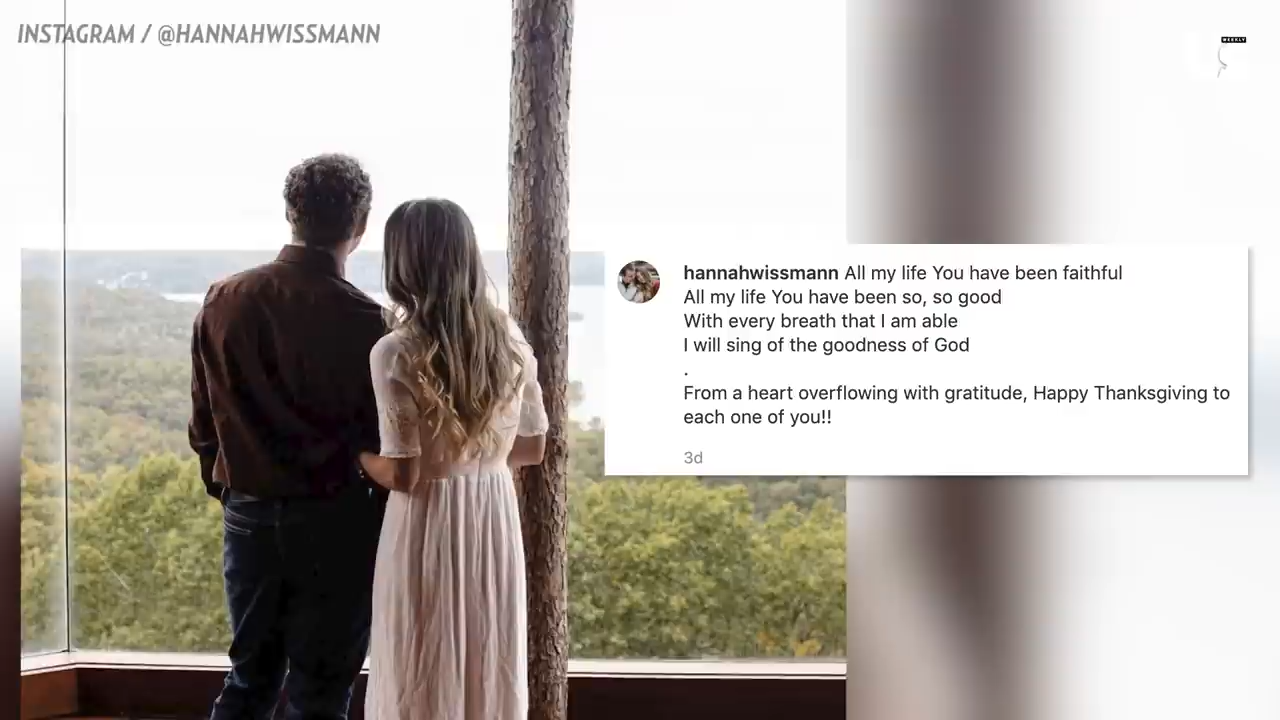 INSTAGRAM / @HANNAHWISSMANN
WEEKLY
hannahwissmann All my life You have been faithful
All my life You have been so, so good
With every breath that I am able
I will sing of the goodness of God
.
From a heart overflowing with gratitude, Happy Thanksgiving to
each one of you!!
3d